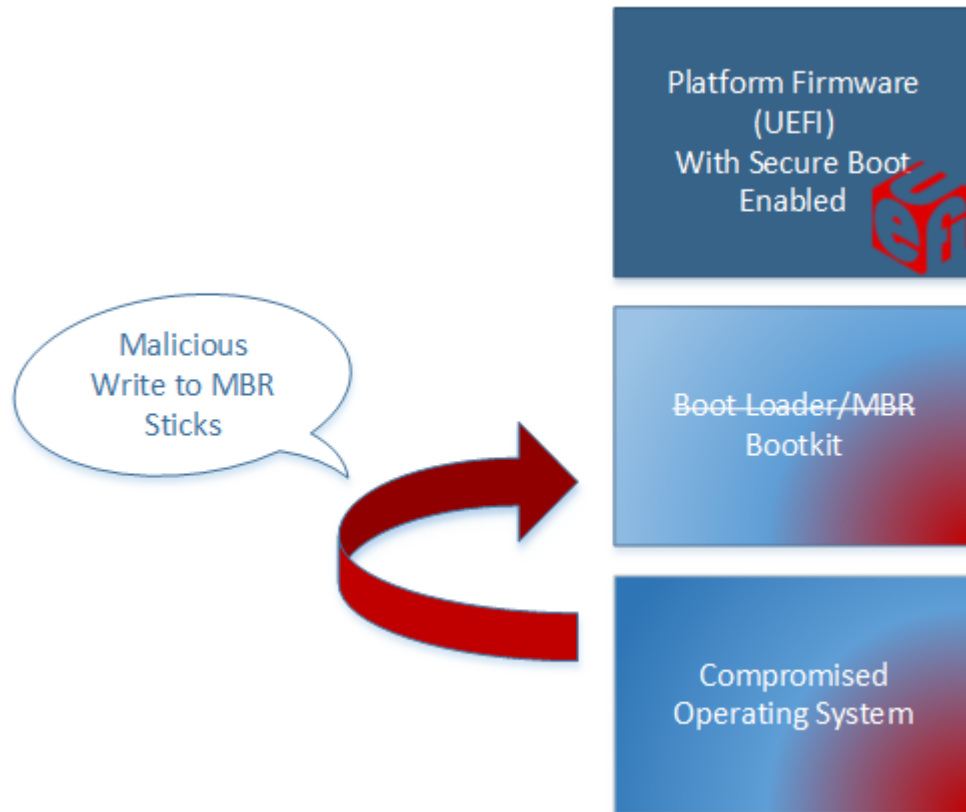 Platform Firmware
(UEFI)
With Secure Boot
Enabled
UEFI
Malicious
Write to MBR
Sticks
Boot Loader/MBR
Bootkit
Compromised
Operating System